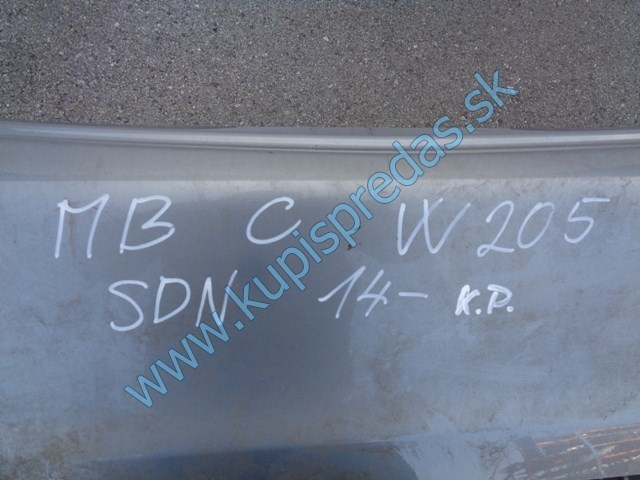 MB C W205
SDN 14- K.P.
www.kupispredas.sk